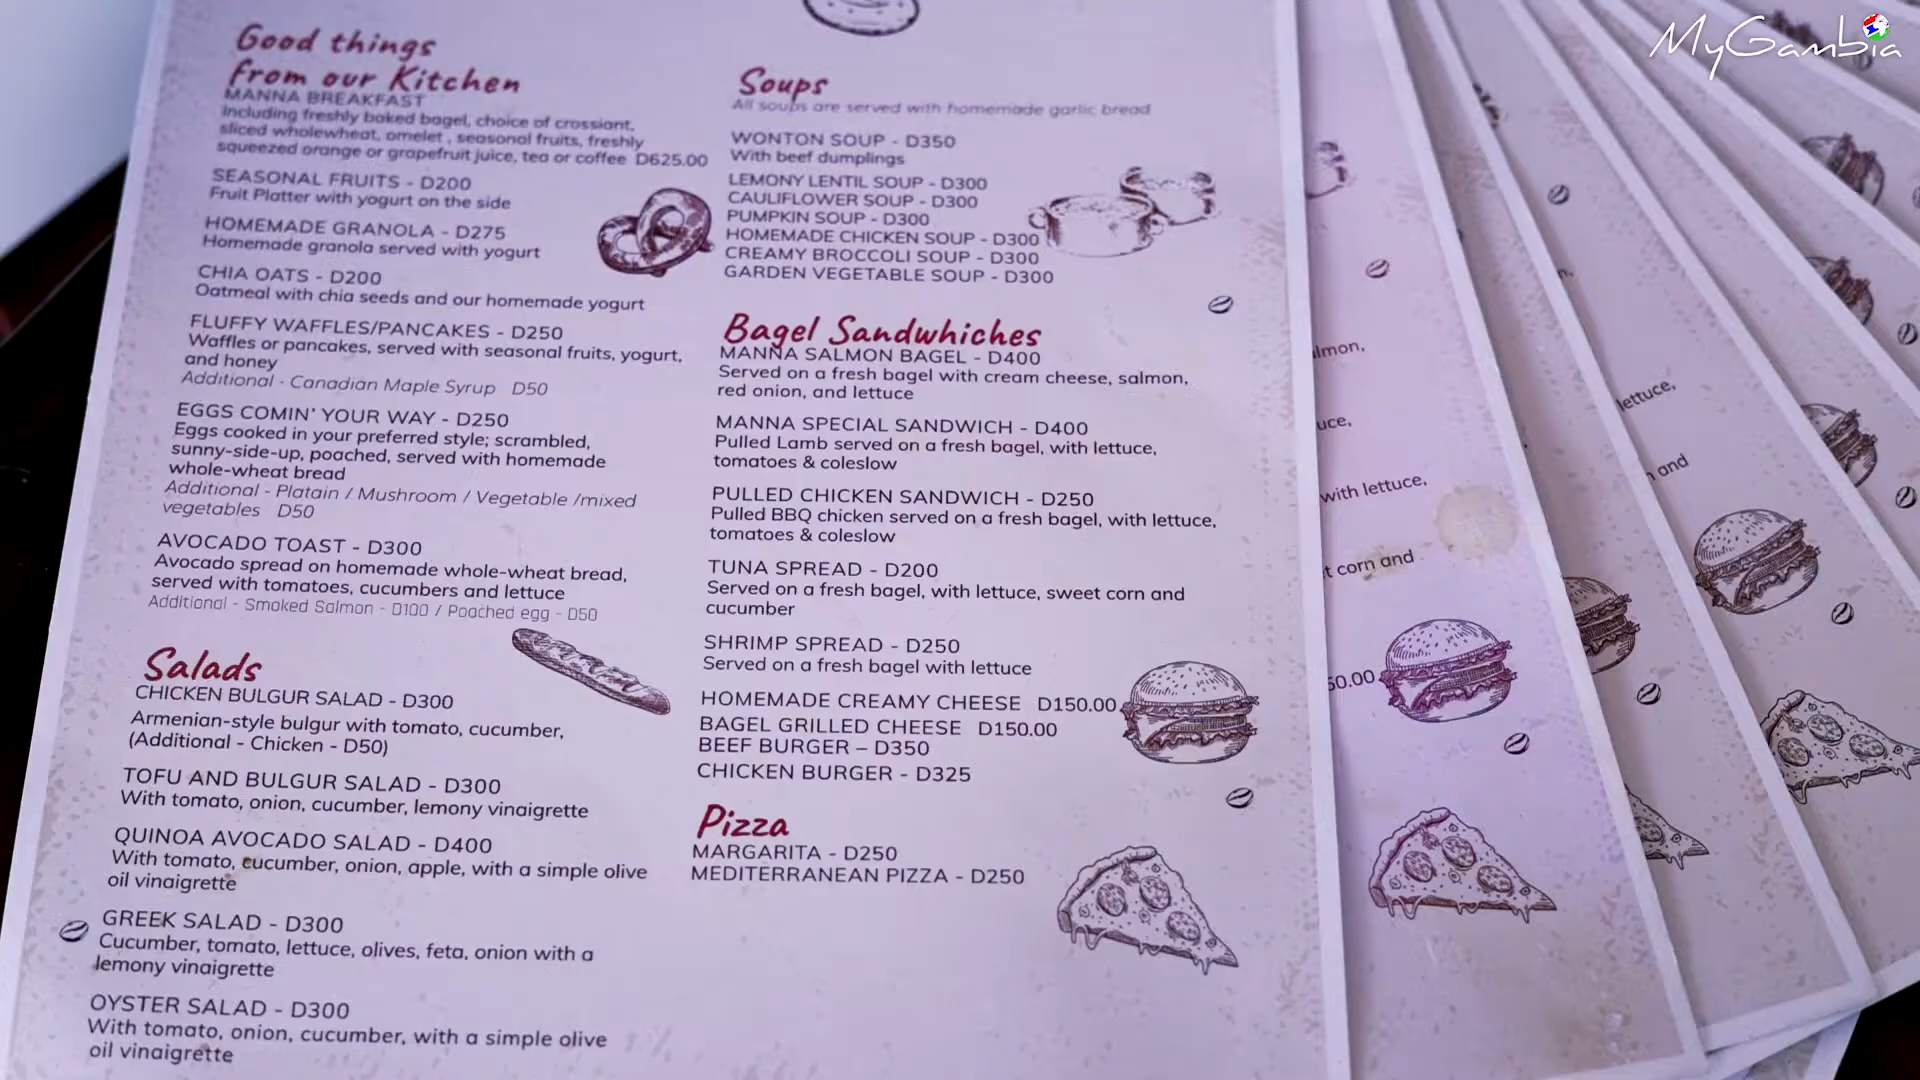 MyGambia
Good things
from our Kitchen
MANNA BREAKFAST
Including freshly baked bagel, choice of crossiant,
sliced wholewheat, omelet , seasonal fruits, freshly
squeezed orange or grapefruit juice, tea or coffee D625.00
SEASONAL FRUITS - D200
Fruit Platter with yogurt on the side
HOMEMADE GRANOLA - D275
Homemade granola served with yogurt
CHIA OATS - D200
Oatmeal with chia seeds and our homemade yogurt
FLUFFY WAFFLES/PANCAKES - D250
Waffles or pancakes, served with seasonal fruits, yogurt,
and honey
Additional - Canadian Maple Syrup D50
EGGS COMIN' YOUR WAY - D250
Eggs cooked in your preferred style; scrambled,
sunny-side-up, poached, served with homemade
whole-wheat bread
Additional - Platain / Mushroom / Vegetable /mixed
vegetables D50
AVOCADO TOAST - D300
Avocado spread on homemade whole-wheat bread,
served with tomatoes, cucumbers and lettuce
Additional - Smoked Salmon - D100 / Poached egg - D50
Salads
CHICKEN BULGUR SALAD - D300
Armenian-style bulgur with tomato, cucumber,
(Additional - Chicken - D50)
TOFU AND BULGUR SALAD - D300
With tomato, onion, cucumber, lemony vinaigrette
QUINOA AVOCADO SALAD - D400
With tomato, cucumber, onion, apple, with a simple olive
oil vinaigrette
GREEK SALAD - D300
Cucumber, tomato, lettuce, olives, feta, onion with a
lemony vinaigrette
OYSTER SALAD - D300
With tomato, onion, cucumber, with a simple olive
oil vinaigrette
Soups
All soups are served with homemade garlic bread
WONTON SOUP - D350
With beef dumplings
LEMONY LENTIL SOUP - D300
CAULIFLOWER SOUP - D300
PUMPKIN SOUP - D300
HOMEMADE CHICKEN SOUP - D300
CREAMY BROCCOLI SOUP - D300
GARDEN VEGETABLE SOUP - D300
Bagel Sandwhiches
MANNA SALMON BAGEL - D400
Served on a fresh bagel with cream cheese, salmon,
red onion, and lettuce
MANNA SPECIAL SANDWICH - D400
Pulled Lamb served on a fresh bagel, with lettuce,
tomatoes & coleslow
PULLED CHICKEN SANDWICH - D250
Pulled BBQ chicken served on a fresh bagel, with lettuce,
tomatoes & coleslow
TUNA SPREAD - D200
Served on a fresh bagel, with lettuce, sweet corn and
cucumber
SHRIMP SPREAD - D250
Served on a fresh bagel with lettuce
HOMEMADE CREAMY CHEESE D150.00
BAGEL GRILLED CHEESE D150.00
BEEF BURGER – D350
CHICKEN BURGER - D325
Pizza
MARGARITA - D250
MEDITERRANEAN PIZZA - D250
with lettuce,
corn and
lettuce,
and